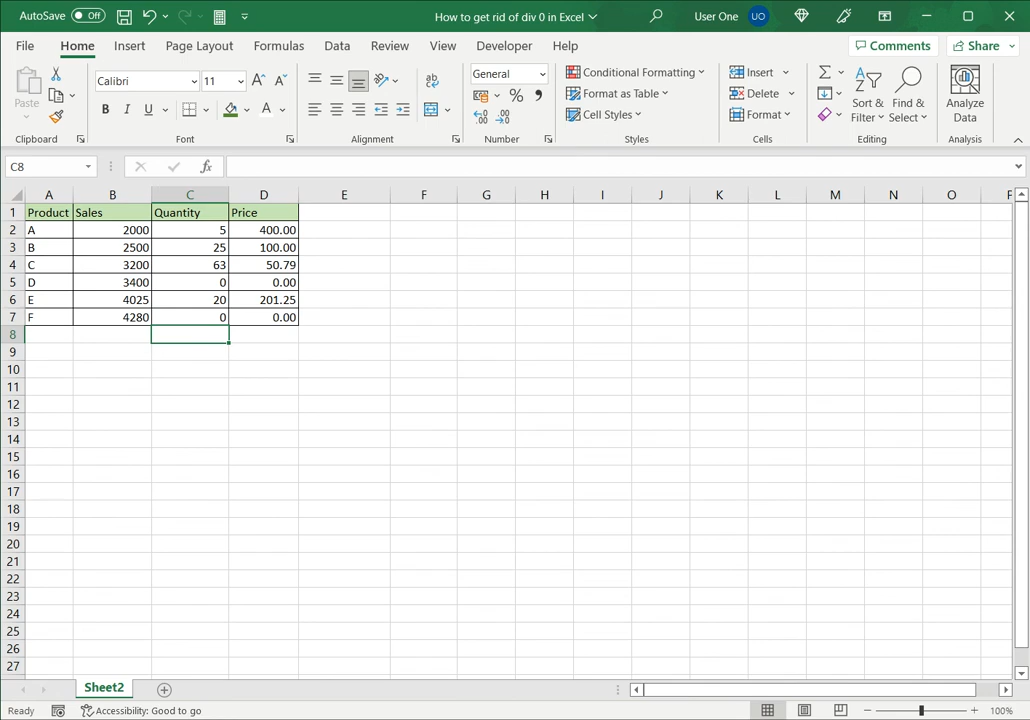 AutoSave Off How to get rid of div 0 in Excel User One UO
File Home Insert Page Layout Formulas Data Review View Developer Help Comments Share
Paste Calibri 11 A A General Conditional Formatting Insert Sort & Filter Find & Select Analyze Data
B I U A % Format as Table Delete
Cell Styles Format
Clipboard Font Alignment Number Styles Cells Editing Analysis
C8 fx
A B C D E F G H I J K L M N O P
1 Product Sales Quantity Price
2 A 2000 5 400.00
3 B 2500 25 100.00
4 C 3200 63 50.79
5 D 3400 0 0.00
6 E 4025 20 201.25
7 F 4280 0 0.00
8
9
10
11
12
13
14
15
16
17
18
19
20
21
22
23
24
25
26
27
Sheet2
Ready Accessibility: Good to go 100%